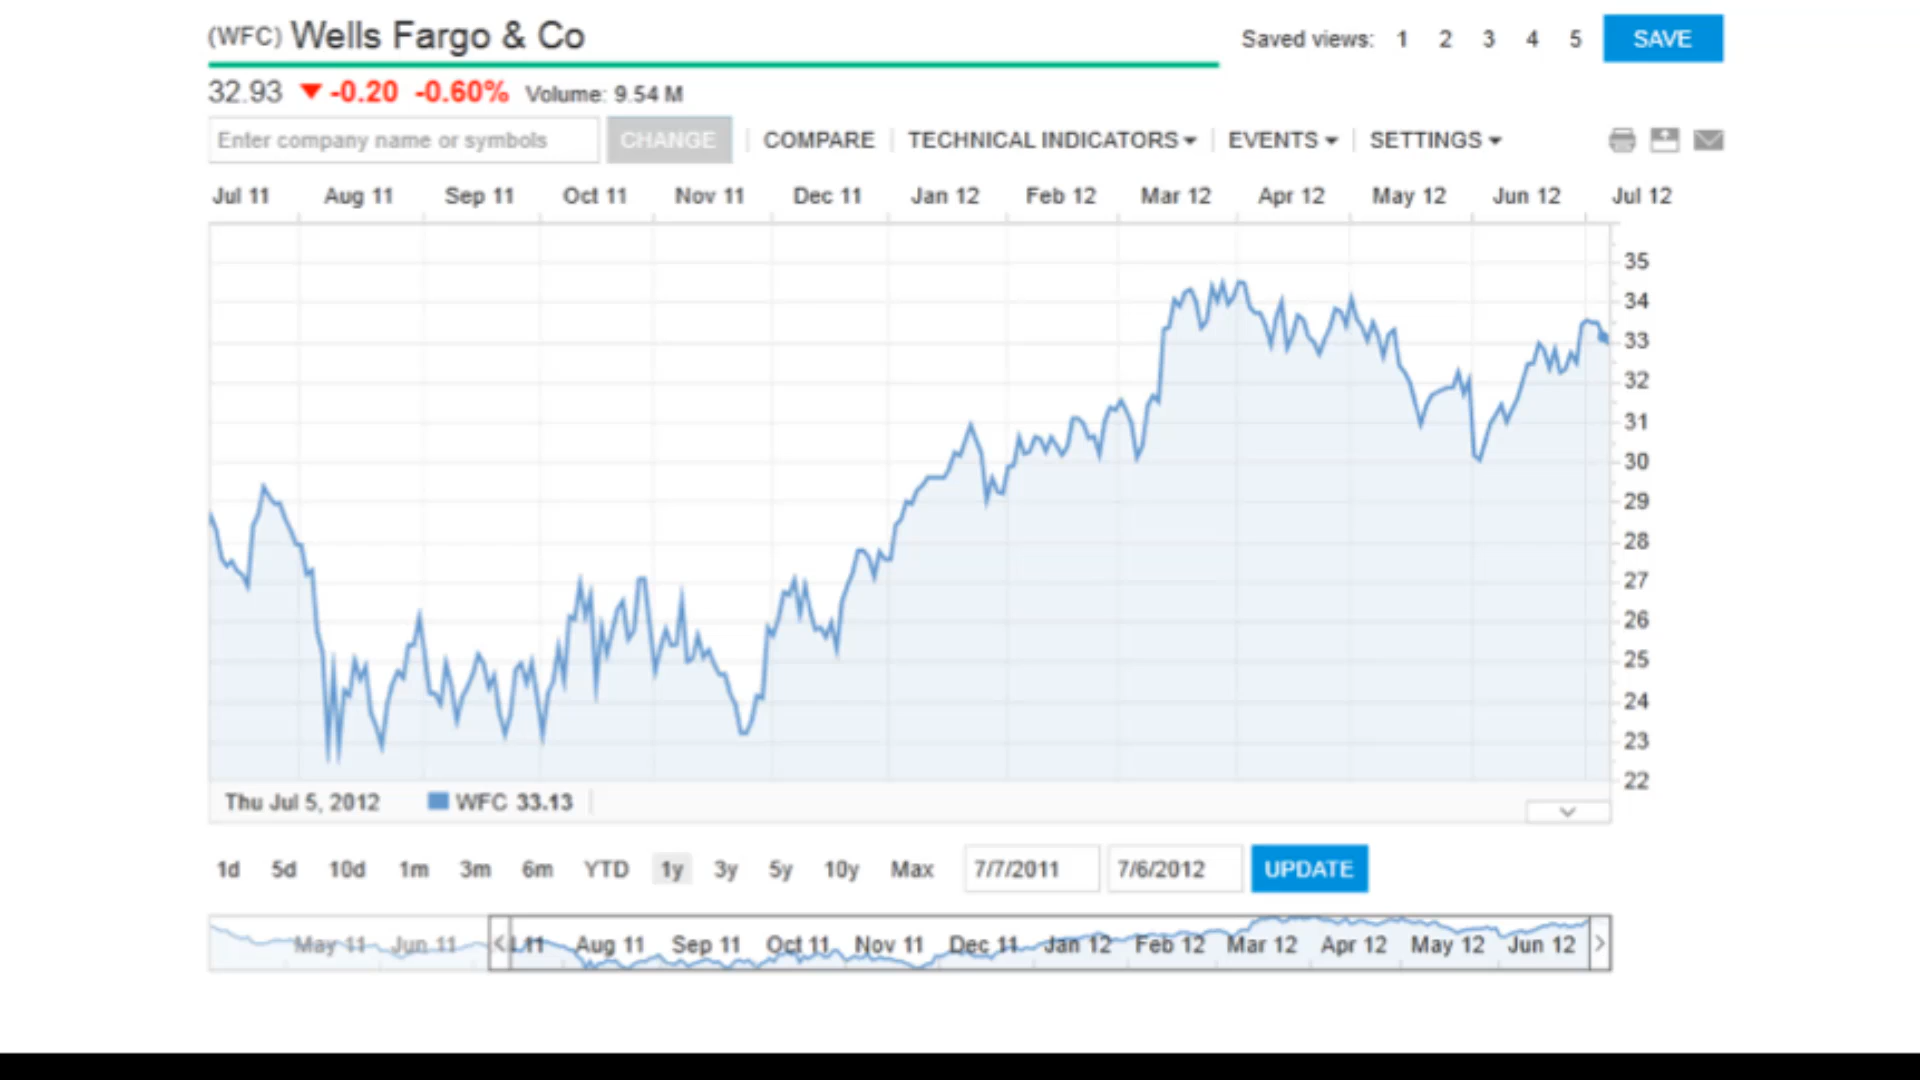 (WFC) Wells Fargo & Co
Saved views: 1 2 3 4 5 SAVE
32.93 ▼ -0.20 -0.60% Volume: 9.54 M
Enter company name or symbols CHANGE COMPARE TECHNICAL INDICATORS EVENTS SETTINGS
Jul 11 Aug 11 Sep 11 Oct 11 Nov 11 Dec 11 Jan 12 Feb 12 Mar 12 Apr 12 May 12 Jun 12 Jul 12
35
34
33
32
31
30
29
28
27
26
25
24
23
22
Thu Jul 5, 2012 WFC 33.13
1d 5d 10d 1m 3m 6m YTD 1y 3y 5y 10y Max 7/7/2011 7/6/2012 UPDATE
May 11 Jun 11 11 Aug 11 Sep 11 Oct 11 Nov 11 Dec 11 Jan 12 Feb 12 Mar 12 Apr 12 May 12 Jun 12